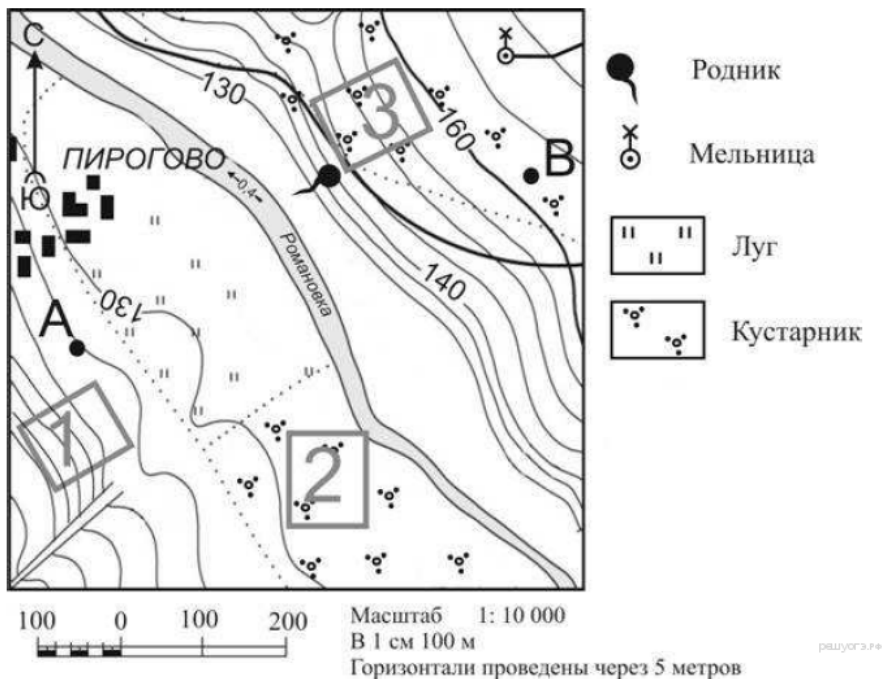 С
130
3
160
Родник
ПИРОГОВО
В
Мельница
Ю
0,4
Луг
Романовка
140
130
А
Кустарник
1
2
100 0 100 200
Масштаб 1: 10 000
В 1 см 100 м
Горизонтали проведены через 5 метров
решуогэ.рф